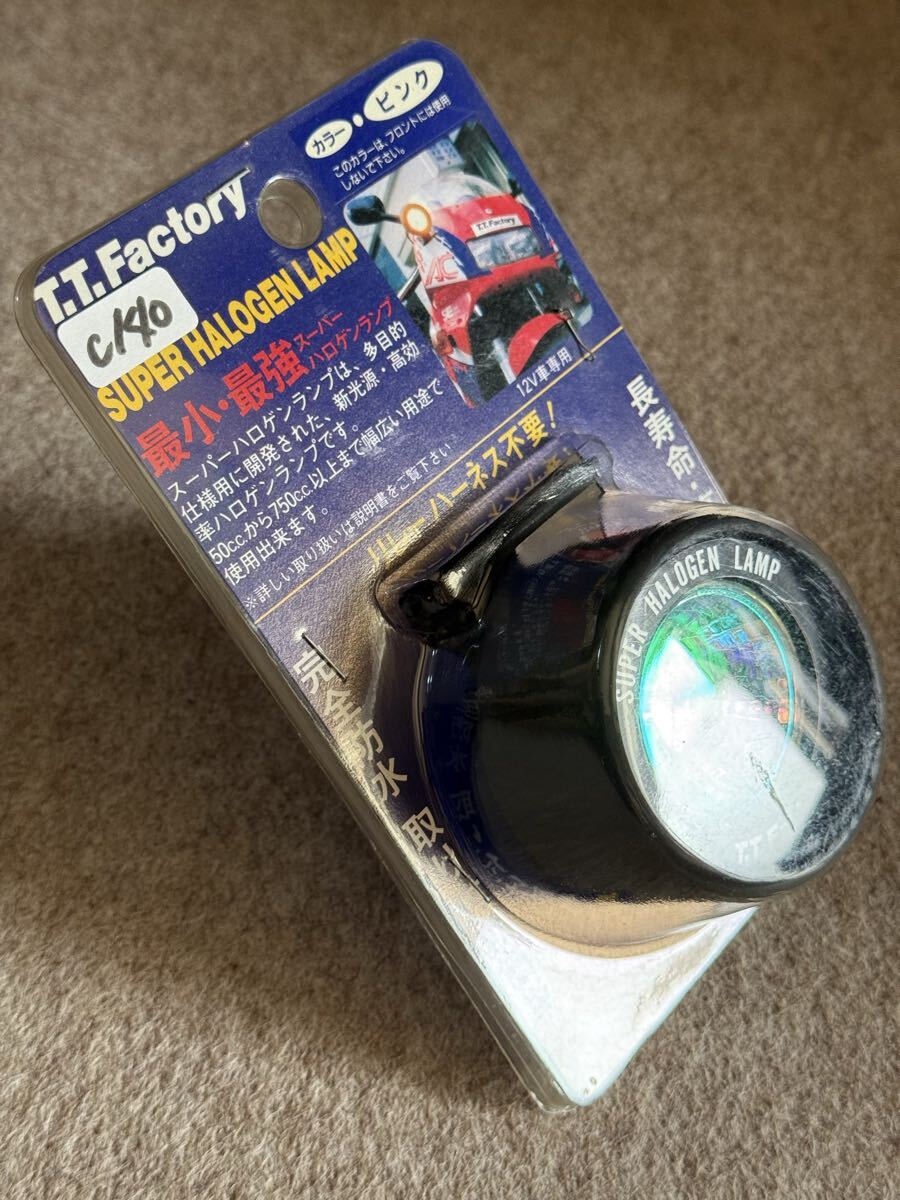 カラー・ピンク
このカラーは、フロントには使用
しないで下さい。
T.T.Factory
C140
SUPER HALOGEN LAMP
最小・最強スーパー
ハロゲンランプ
スーパーハロゲンランプは、多目的
仕様用に開発された、新光源・高効
率ハロゲンランプです。
50c.c.から750c.c.以上まで幅広い用途で
使用出来ます。
※詳しい取り扱いは説明書をご覧下さい
T.T.Factory
12V車専用
リレーハーネス不要!
長寿命・
完全防水
取
SUPER HALOGEN LAMP
T.T.F